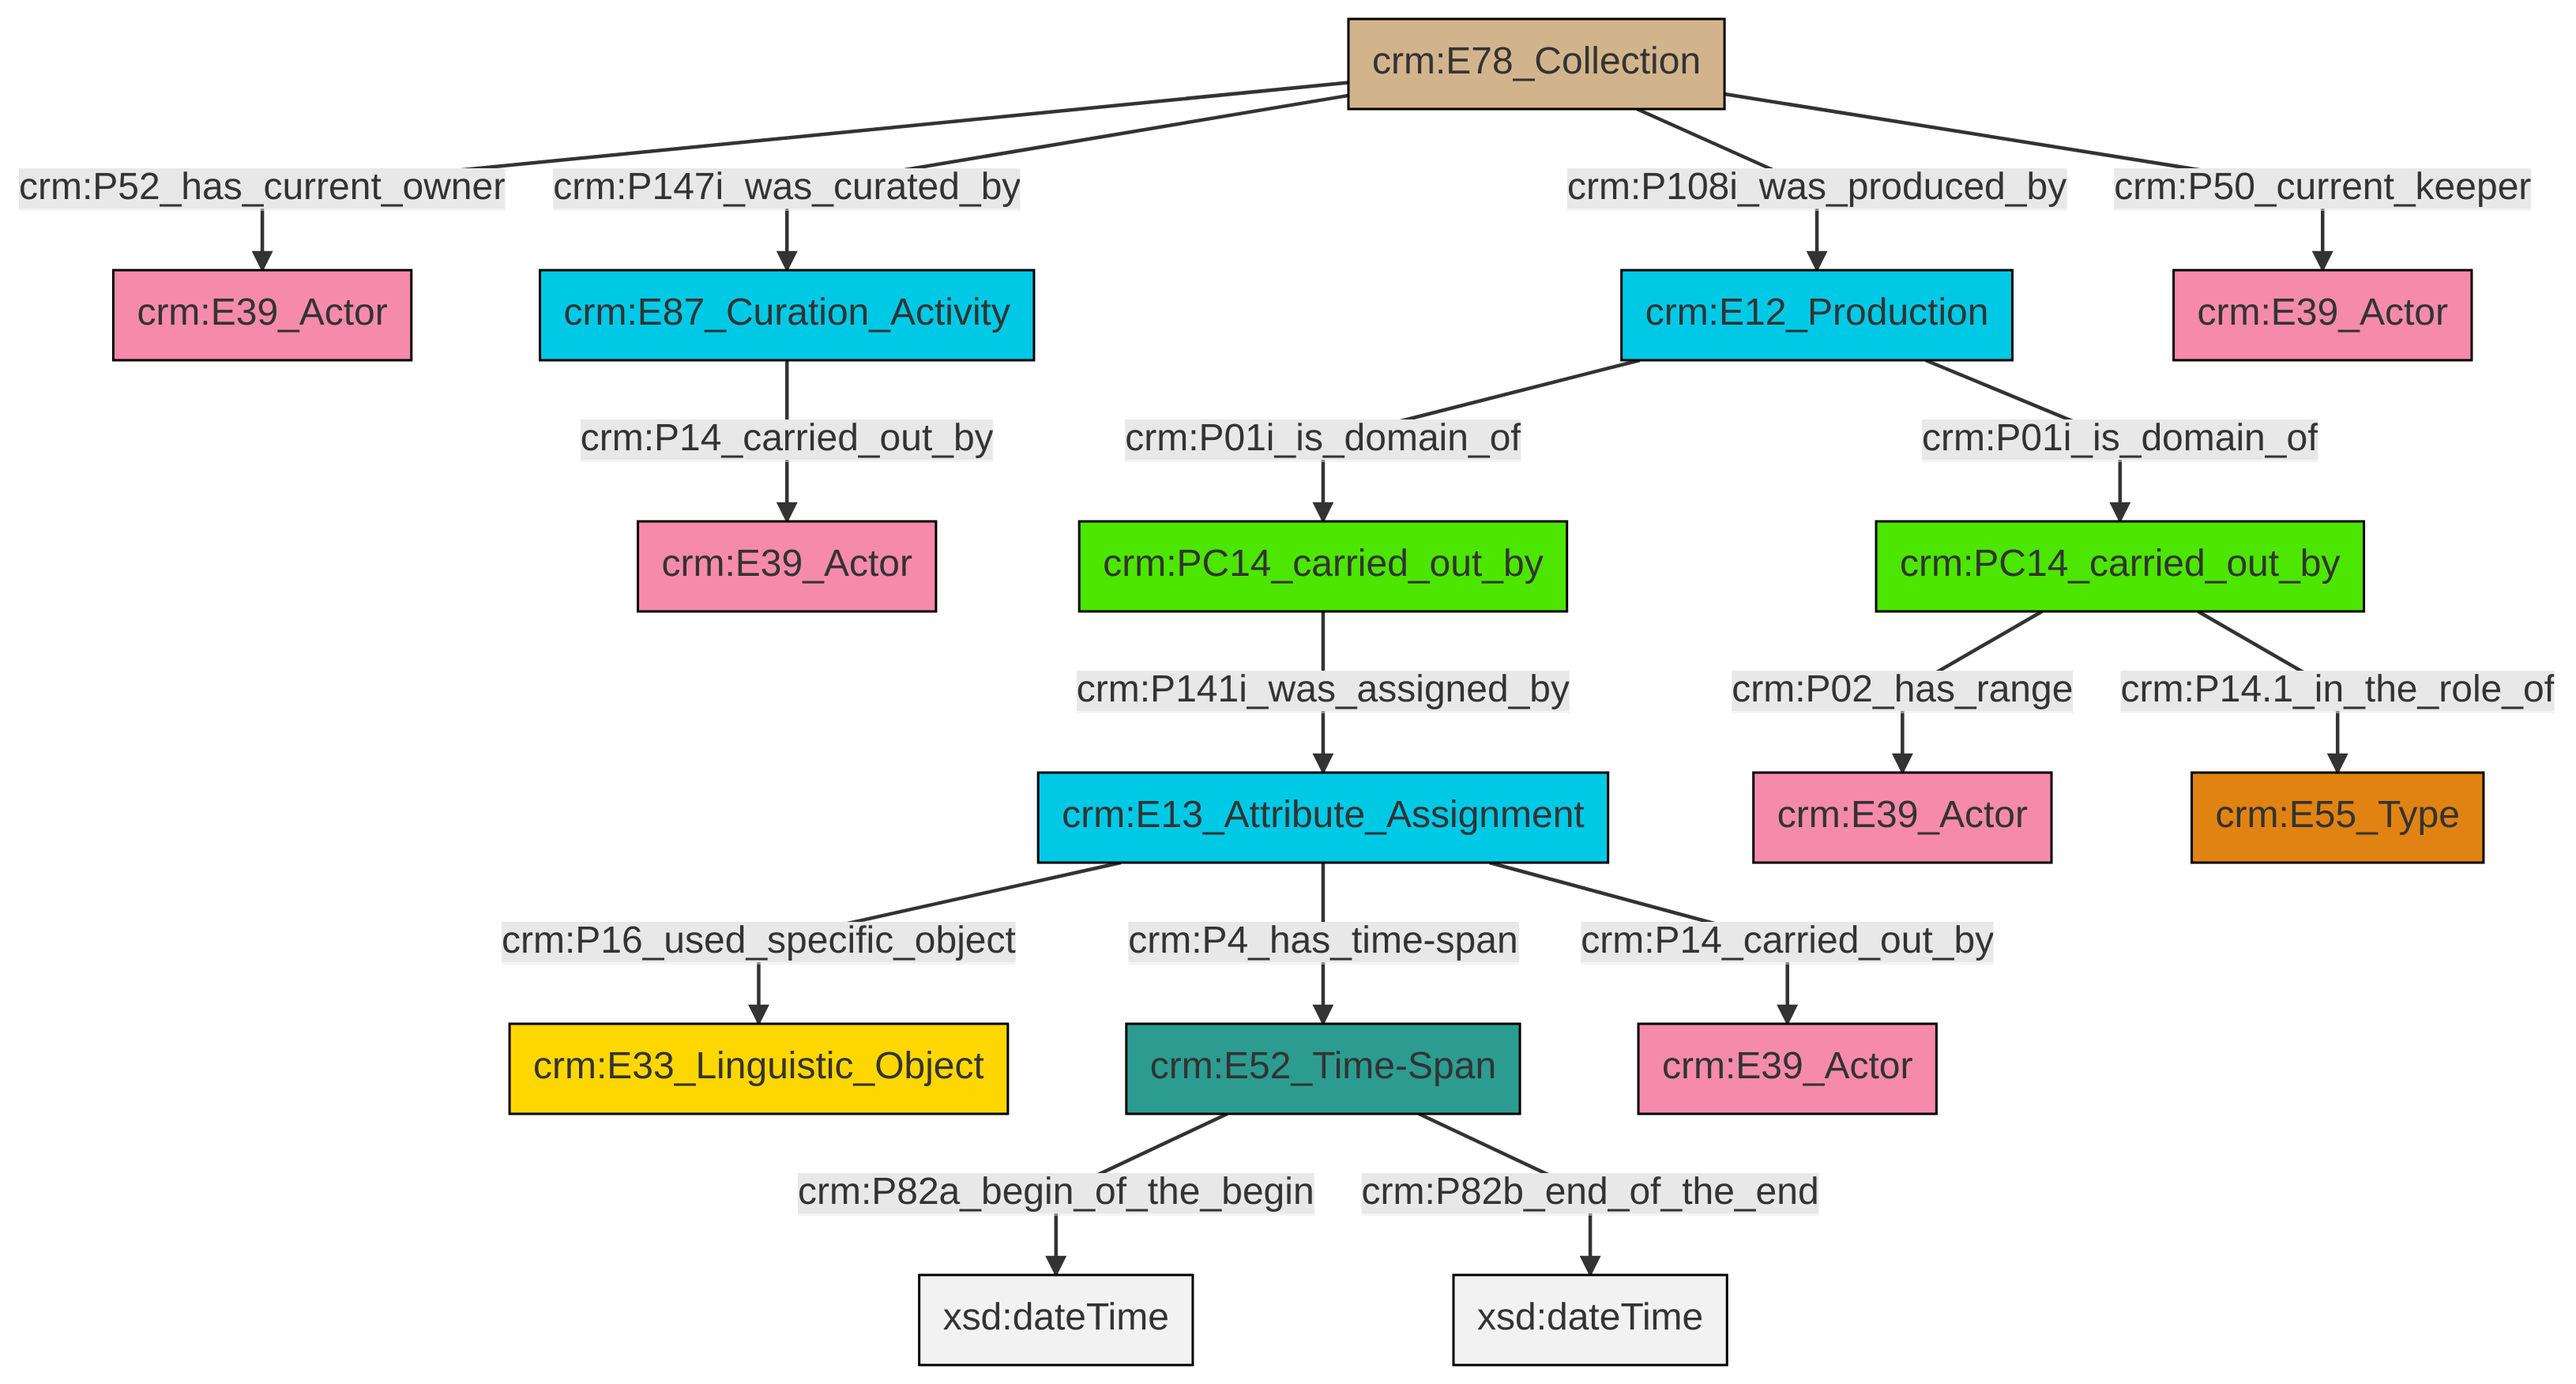 crm:E78_Collection
crm:P52_has_current_owner
crm:P147i_was_curated_by
crm:P108i_was_produced_by
crm:P50_current_keeper
crm:E39_Actor
crm:E87_Curation_Activity
crm:E12_Production
crm:E39_Actor
crm:P14_carried_out_by
crm:P01i_is_domain_of
crm:P01i_is_domain_of
crm:E39_Actor
crm:PC14_carried_out_by
crm:PC14_carried_out_by
crm:P141i_was_assigned_by
crm:P02_has_range
crm:P14.1_in_the_role_of
crm:E13_Attribute_Assignment
crm:E39_Actor
crm:E55_Type
crm:P16_used_specific_object
crm:P4_has_time-span
crm:P14_carried_out_by
crm:E33_Linguistic_Object
crm:E52_Time-Span
crm:E39_Actor
crm:P82a_begin_of_the_begin
crm:P82b_end_of_the_end
xsd:dateTime
xsd:dateTime